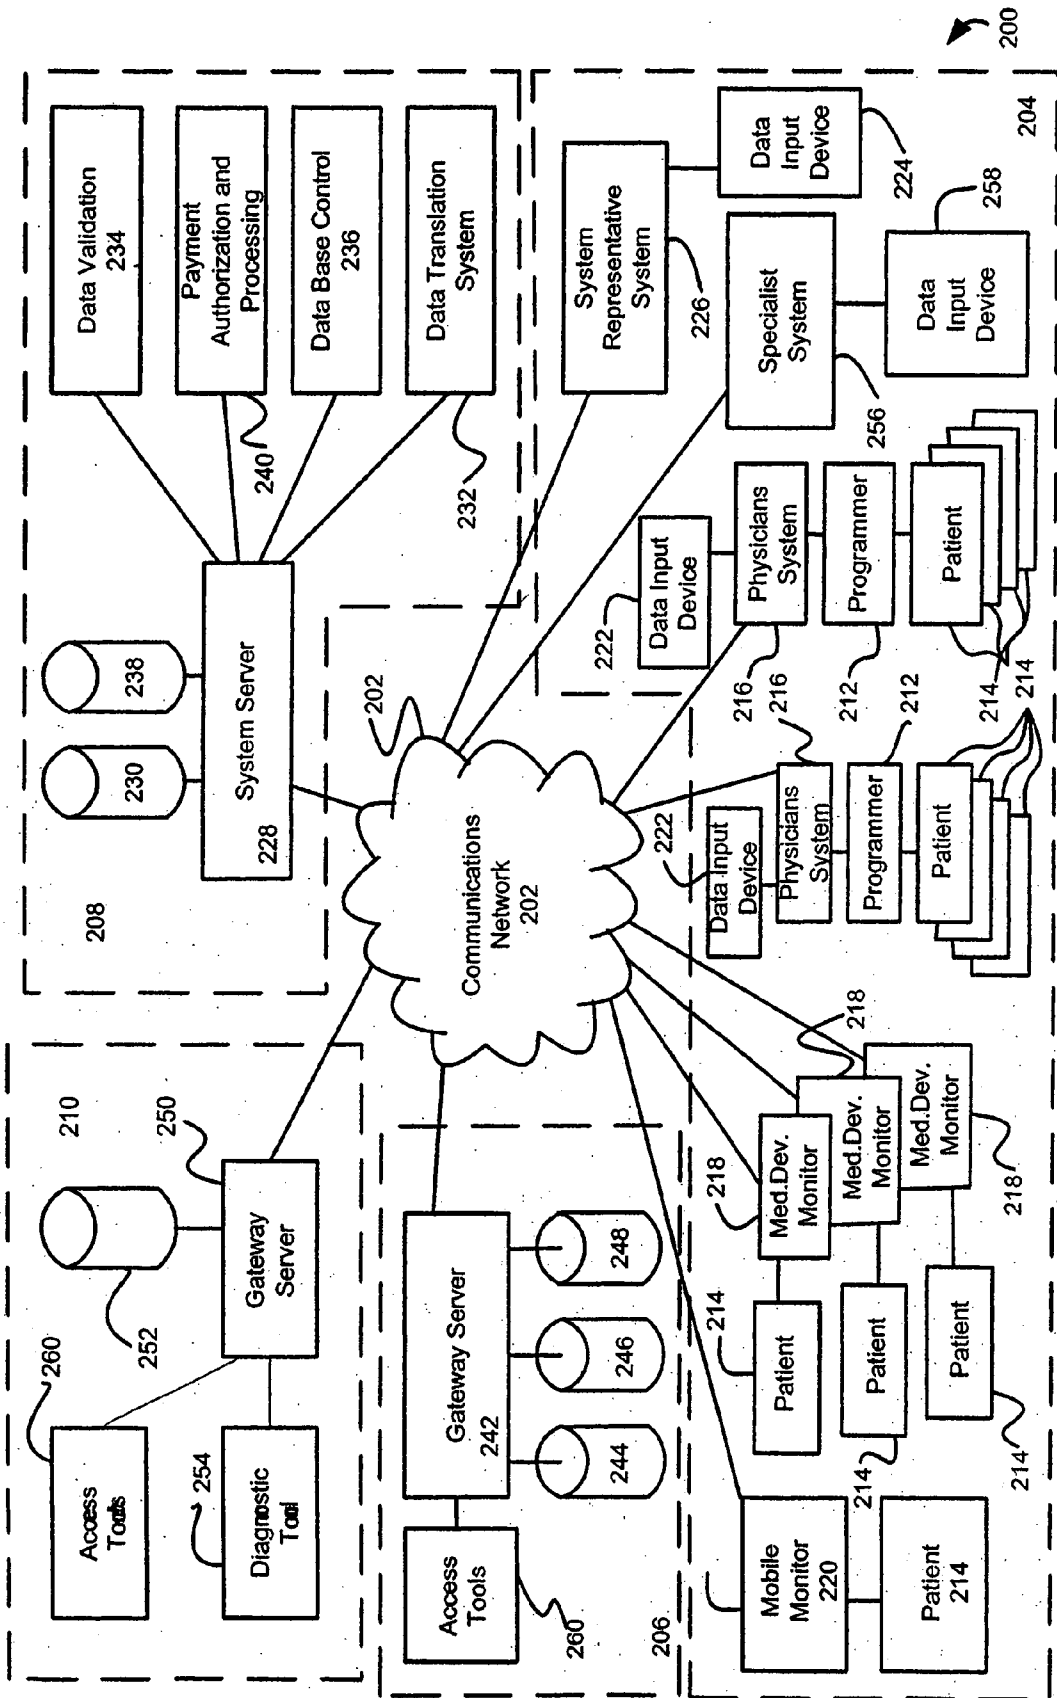 200
210
Access
Tools
260
Diagnostic
Tool
254
252
Gateway
Server
250
208
230
238
System Server
228
Data Validation
234
Payment
Authorization and
Processing
240
Data Base Control
236
Data Translation
System
232
206
Access
Tools
260
Gateway Server
242
244
246
248
Communications
Network
202
202
204
System
Representative
System
226
Data
Input
Device
224
Specialist
System
256
Data
Input
Device
258
Mobile
Monitor
220
Patient
214
Patient
214
Med.Dev.
Monitor
218
Patient
214
Med.Dev.
Monitor
218
Patient
214
Med.Dev.
Monitor
218
222
Data Input
Device
Physicians
System
216
Programmer
212
Patient
214
222
Data Input
Device
Physicians
System
216
Programmer
212
Patient
214